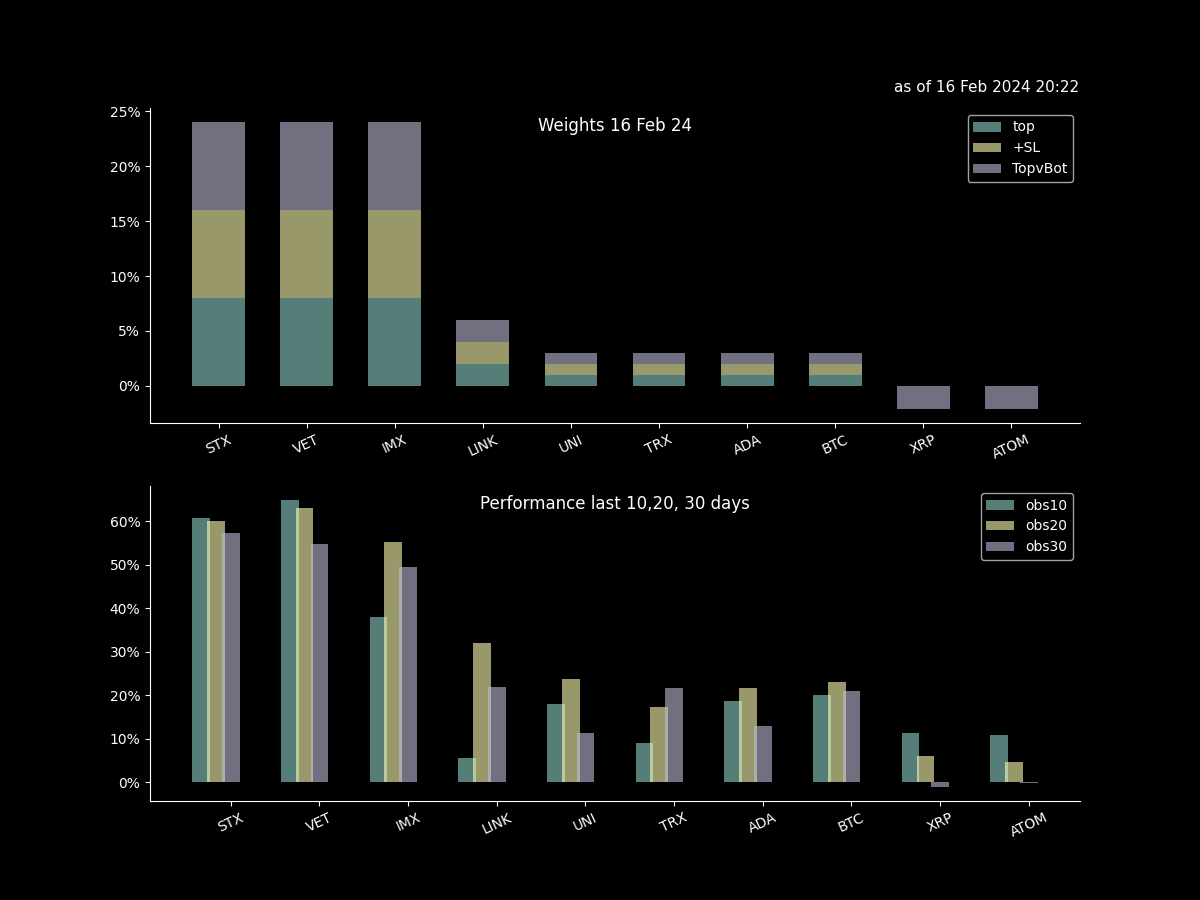 as of 16 Feb 2024 20:22
Weights 16 Feb 24
top
+SL
TopvBot
25%
20%
15%
10%
5%
0%
STX VET IMX LINK UNI TRX ADA BTC XRP ATOM
Performance last 10,20, 30 days
obs10
obs20
obs30
60%
50%
40%
30%
20%
10%
0%
STX VET IMX LINK UNI TRX ADA BTC XRP ATOM